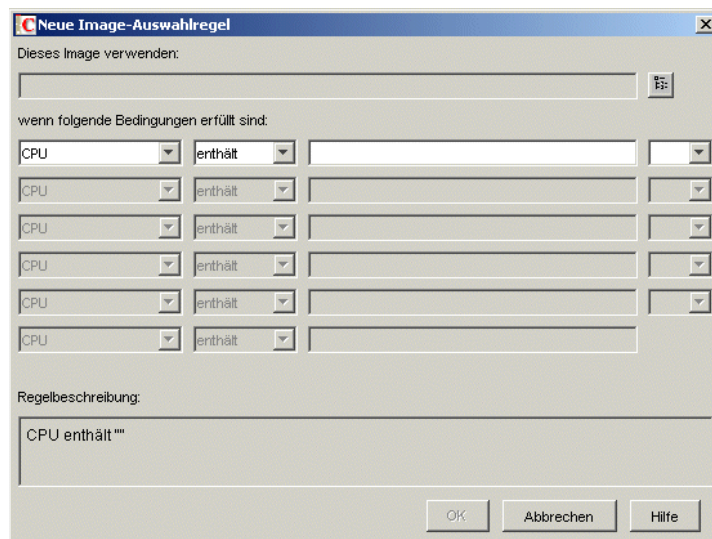 Neue Image-Auswahlregel
Dieses Image verwenden:
wenn folgende Bedingungen erfüllt sind:
CPU enthält
CPU enthält
CPU enthält
CPU enthält
CPU enthält
CPU enthält
Regelbeschreibung:
CPU enthält ""
OK Abbrechen Hilfe